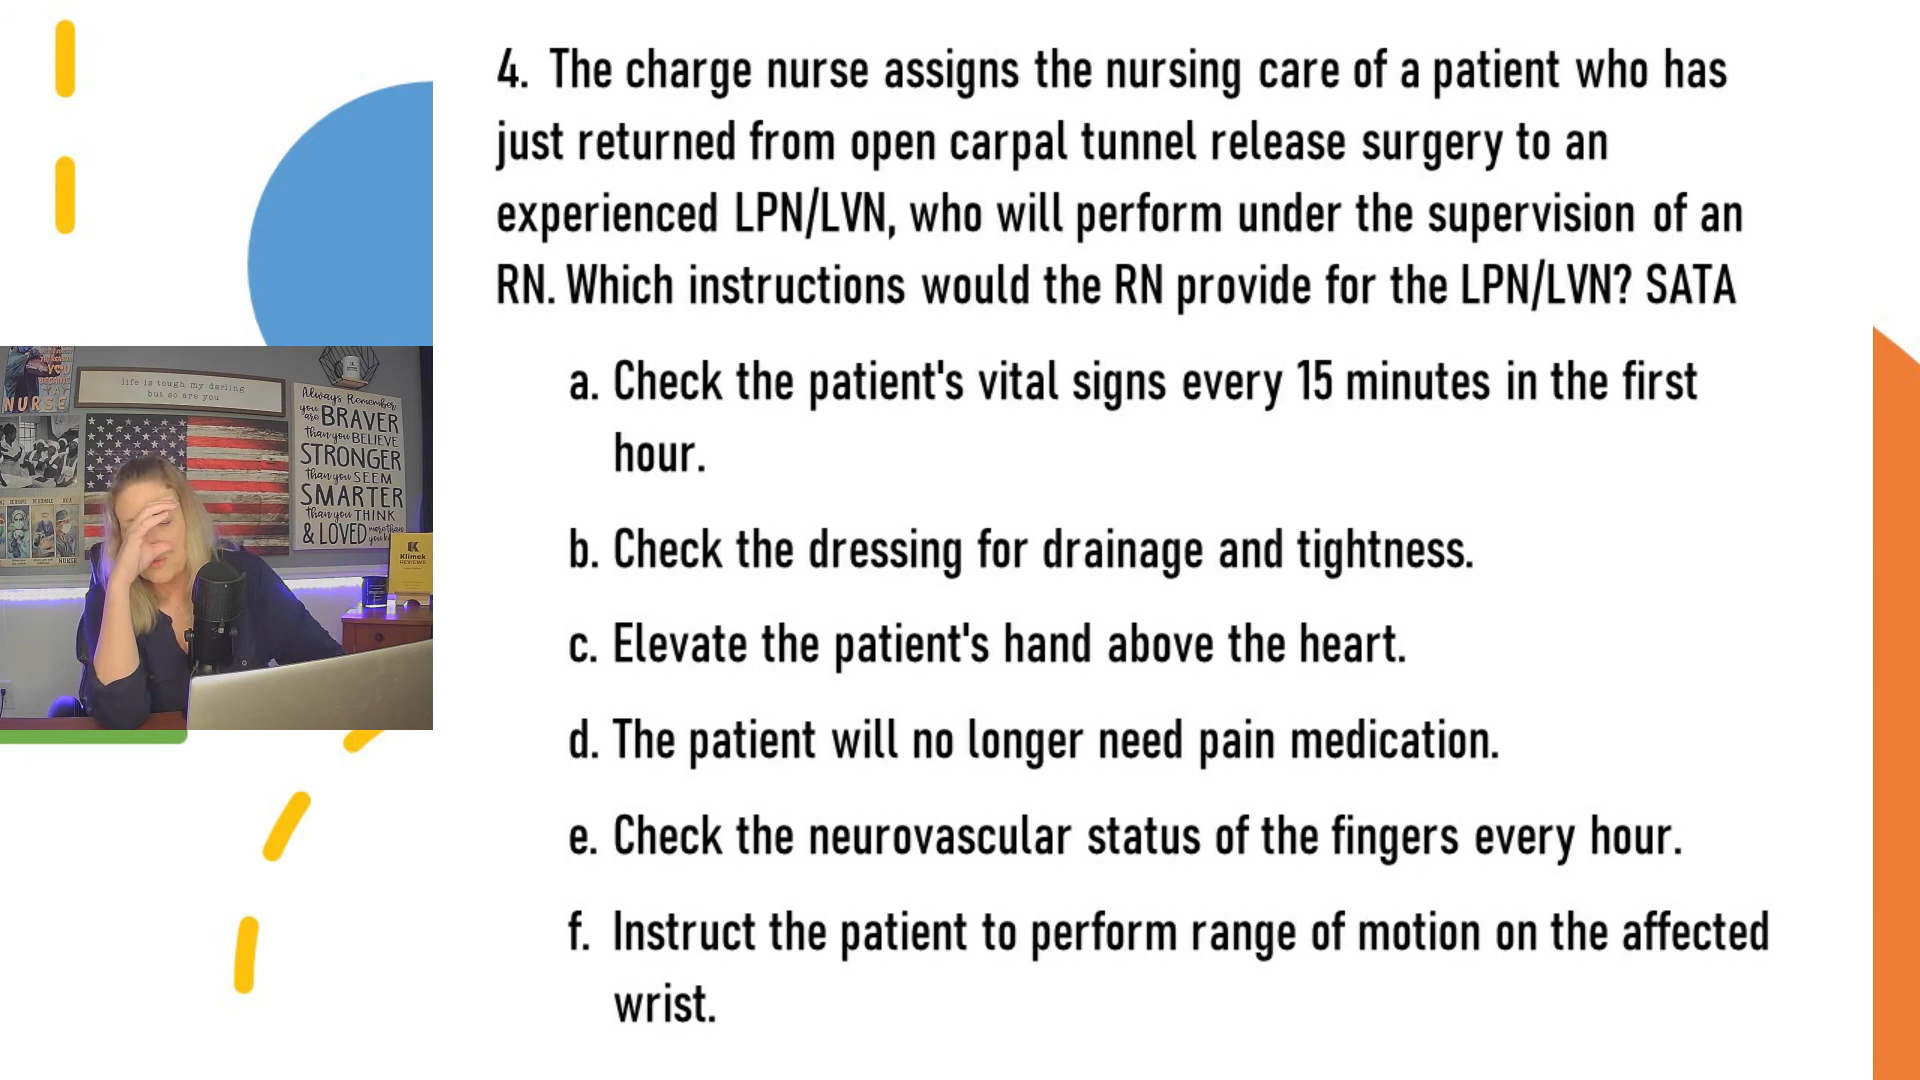 4. The charge nurse assigns the nursing care of a patient who has
just returned from open carpal tunnel release surgery to an
experienced LPN/LVN, who will perform under the supervision of an
RN. Which instructions would the RN provide for the LPN/LVN? SATA
a. Check the patient's vital signs every 15 minutes in the first
hour.
b. Check the dressing for drainage and tightness.
c. Elevate the patient's hand above the heart.
d. The patient will no longer need pain medication.
e. Check the neurovascular status of the fingers every hour.
f. Instruct the patient to perform range of motion on the affected
wrist.
YOU
NURSE
life is tough my darling
but so are you
Always Remember
you are BRAVER
than you BELIEVE
STRONGER
than you SEEM
SMARTER
than you THINK
& LOVED more than
K
Klimek
REVIEWS
NURSE